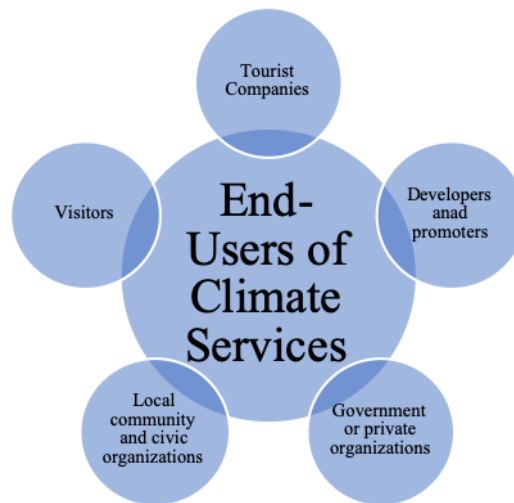 Tourist
Companies
End-
Users of
Climate
Services
Developers
anad
promoters
Government
or private
organizations
Local
community
and civic
organizations
Visitors